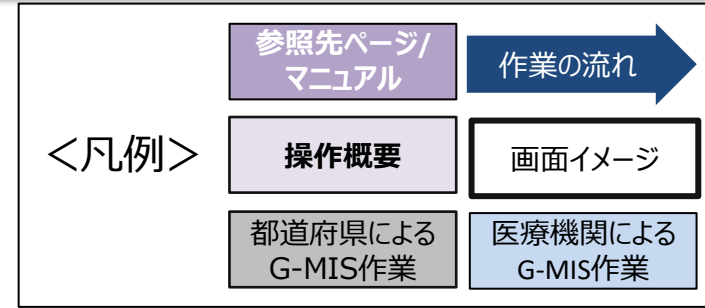 ＜凡例＞
参照先ページ/
マニュアル
作業の流れ
操作概要
画面イメージ
都道府県による
G-MIS作業
医療機関による
G-MIS作業